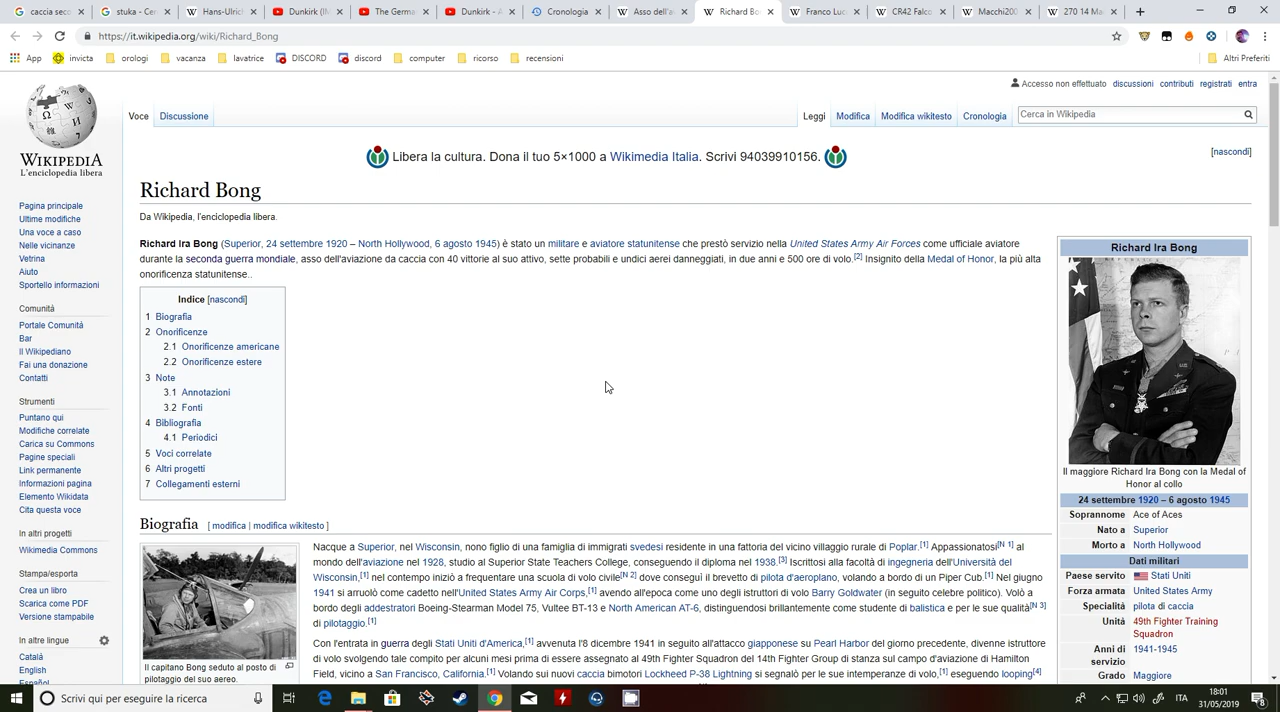 caccia sec
stuka - Cer
Hans-Ulrich
Dunkirk (IM
The Germa
Dunkirk - A
Cronologia
Asso dell'a
Richard Bo
Franco Luc
CR42 Falco
Macchi200
270 14 Ma
https://it.wikipedia.org/wiki/Richard_Bong
App invicta orologi vacanza lavatrice DISCORD discord computer ricorso recensioni Altri Preferiti
Accesso non effettuato discussioni contributi registrati entra
Voce Discussione Leggi Modifica Modifica wikitesto Cronologia Cerca in Wikipedia
WIKIPEDIA
L'enciclopedia libera
Libera la cultura. Dona il tuo 5×1000 a Wikimedia Italia. Scrivi 94039910156. [nascondi]
Pagina principale
Ultime modifiche
Una voce a caso
Nelle vicinanze
Vetrina
Aiuto
Sportello informazioni
Comunità
Portale Comunità
Bar
Il Wikipediano
Fai una donazione
Contatti
Strumenti
Puntano qui
Modifiche correlate
Carica su Commons
Pagine speciali
Link permanente
Informazioni pagina
Elemento Wikidata
Cita questa voce
In altri progetti
Wikimedia Commons
Stampa/esporta
Crea un libro
Scarica come PDF
Versione stampabile
In altre lingue
Català
English
Español
Richard Bong
Da Wikipedia, l'enciclopedia libera.
Richard Ira Bong (Superior, 24 settembre 1920 – North Hollywood, 6 agosto 1945) è stato un militare e aviatore statunitense che prestò servizio nella United States Army Air Forces come ufficiale aviatore
durante la seconda guerra mondiale, asso dell'aviazione da caccia con 40 vittorie al suo attivo, sette probabili e undici aerei danneggiati, in due anni e 500 ore di volo.[2] Insignito della Medal of Honor, la più alta
onorificenza statunitense..
Indice [nascondi]
1 Biografia
2 Onorificenze
2.1 Onorificenze americane
2.2 Onorificenze estere
3 Note
3.1 Annotazioni
3.2 Fonti
4 Bibliografia
4.1 Periodici
5 Voci correlate
6 Altri progetti
7 Collegamenti esterni
Biografia [ modifica | modifica wikitesto ]
Il capitano Bong seduto al posto di
pilotaggio del suo aereo.
Nacque a Superior, nel Wisconsin, nono figlio di una famiglia di immigrati svedesi residente in una fattoria del vicino villaggio rurale di Poplar.[1] Appassionatosi[N 1] al
mondo dell'aviazione nel 1928, studio al Superior State Teachers College, conseguendo il diploma nel 1938.[3] Iscrittosi alla facoltà di ingegneria dell'Università del
Wisconsin,[1] nel contempo iniziò a frequentare una scuola di volo civile[N 2] dove conseguì il brevetto di pilota d'aeroplano, volando a bordo di un Piper Cub.[1] Nel giugno
1941 si arruolò come cadetto nell'United States Army Air Corps,[1] avendo all'epoca come uno degli istruttori di volo Barry Goldwater (in seguito celebre politico). Volò a
bordo degli addestratori Boeing-Stearman Model 75, Vultee BT-13 e North American AT-6, distinguendosi brillantemente come studente di balistica e per le sue qualità[N 3]
di pilotaggio.[1]
Con l'entrata in guerra degli Stati Uniti d'America,[1] avvenuta l'8 dicembre 1941 in seguito all'attacco giapponese su Pearl Harbor del giorno precedente, divenne istruttore
di volo svolgendo tale compito per alcuni mesi prima di essere assegnato al 49th Fighter Squadron del 14th Fighter Group di stanza sul campo d'aviazione di Hamilton
Field, vicino a San Francisco, California.[1] Volando sui nuovi caccia bimotori Lockheed P-38 Lightning si segnalò per le sue intemperanze di volo,[1] eseguendo looping[4]
Richard Ira Bong
Il maggiore Richard Ira Bong con la Medal of
Honor al collo
24 settembre 1920 – 6 agosto 1945
Soprannome Ace of Aces
Nato a Superior
Morto a North Hollywood
Dati militari
Paese servito Stati Uniti
Forza armata United States Army
Specialità pilota di caccia
Unità 49th Fighter Training
Squadron
Anni di
servizio 1941-1945
Grado Maggiore
Scrivi qui per eseguire la ricerca
ITA
18:01
31/05/2019
8